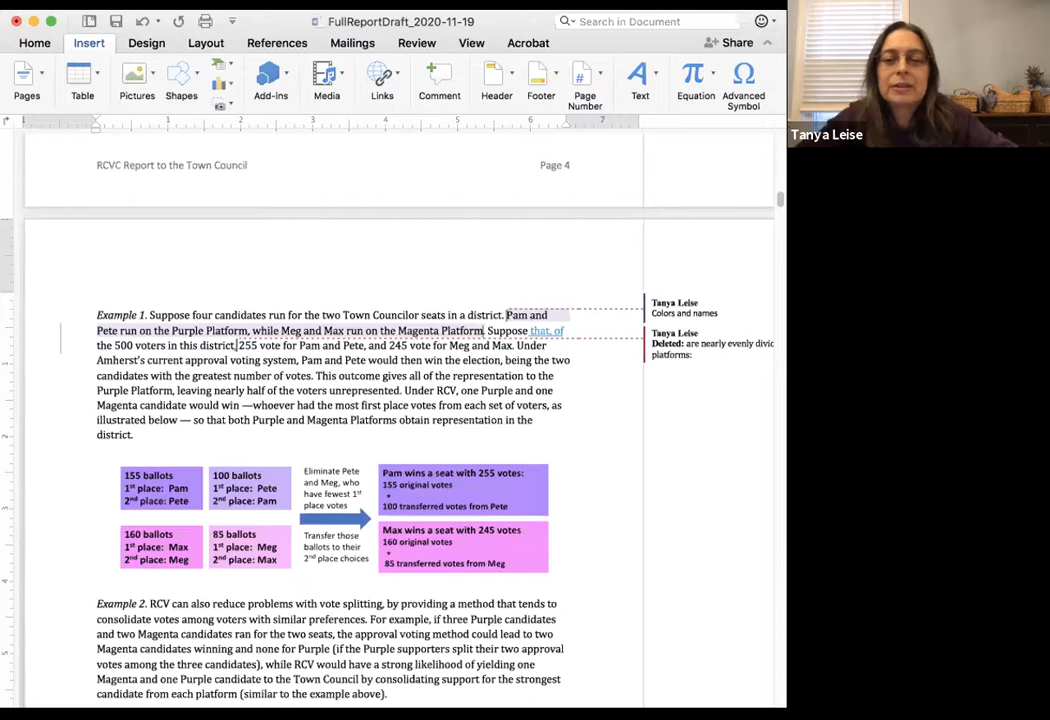 FullReportDraft_2020-11-19
Search in Document
Home Insert Design Layout References Mailings Review View Acrobat Share
Pages Table Pictures Shapes Add-ins Media Links Comment Header Footer Page Number Text Equation Advanced Symbol
1 1 2 3 4 5 6 7
RCVC Report to the Town Council Page 4
Example 1. Suppose four candidates run for the two Town Councilor seats in a district. Pam and
Pete run on the Purple Platform, while Meg and Max run on the Magenta Platform. Suppose that, of
the 500 voters in this district, 255 vote for Pam and Pete, and 245 vote for Meg and Max. Under
Amherst's current approval voting system, Pam and Pete would then win the election, being the two
candidates with the greatest number of votes. This outcome gives all of the representation to the
Purple Platform, leaving nearly half of the voters unrepresented. Under RCV, one Purple and one
Magenta candidate would win —whoever had the most first place votes from each set of voters, as
illustrated below — so that both Purple and Magenta Platforms obtain representation in the
district.
Tanya Leise
Colors and names
Tanya Leise
Deleted: are nearly evenly divid
platforms:
155 ballots
1st place: Pam
2nd place: Pete
100 ballots
1st place: Pete
2nd place: Pam
160 ballots
1st place: Max
2nd place: Meg
85 ballots
1st place: Meg
2nd place: Max
Eliminate Pete
and Meg, who
have fewest 1st
place votes
Transfer those
ballots to their
2nd place choices
Pam wins a seat with 255 votes:
155 original votes
+
100 transferred votes from Pete
Max wins a seat with 245 votes
160 original votes
+
85 transferred votes from Meg
Example 2. RCV can also reduce problems with vote splitting, by providing a method that tends to
consolidate votes among voters with similar preferences. For example, if three Purple candidates
and two Magenta candidates ran for the two seats, the approval voting method could lead to two
Magenta candidates winning and none for Purple (if the Purple supporters split their two approval
votes among the three candidates), while RCV would have a strong likelihood of yielding one
Magenta and one Purple candidate to the Town Council by consolidating support for the strongest
candidate from each platform (similar to the example above).
Tanya Leise